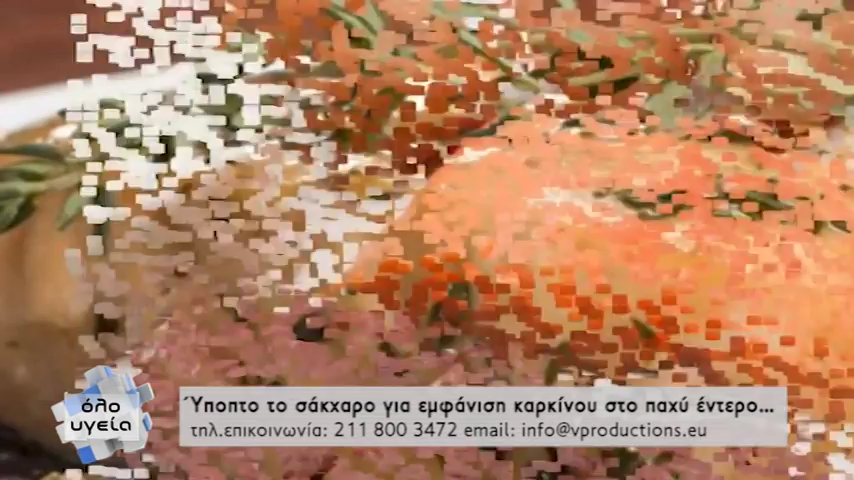 όλο
υγεία
Ύποπτο το σάκχαρο για εμφάνιση καρκίνου στο παχύ έντερο...
τηλ.επικοινωνία: 211 800 3472 email: info@vproductions.eu